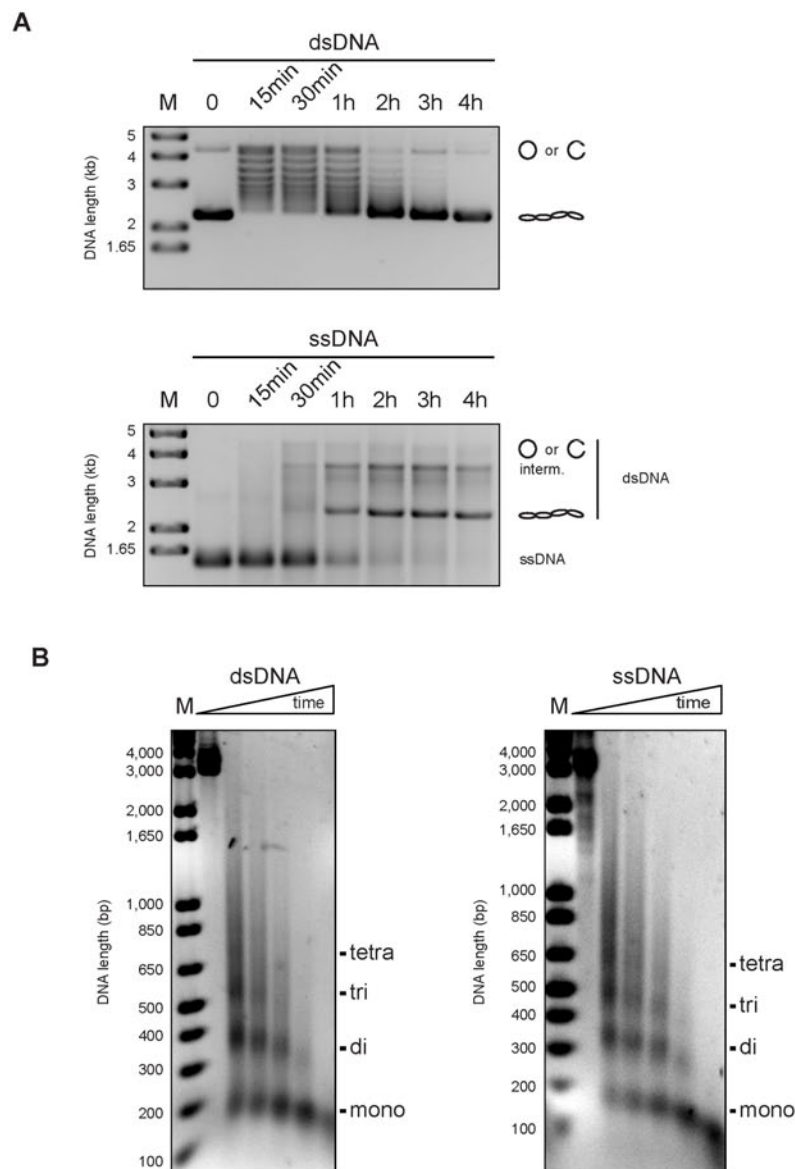 A
dsDNA
M 0 15min 30min 1h 2h 3h 4h
DNA length (kb)
5
4
3
2
1.65
O or C
ssDNA
M 0 15min 30min 1h 2h 3h 4h
DNA length (kb)
5
4
3
2
1.65
O or C
interm.
dsDNA
ssDNA
B
dsDNA
M time
DNA length (bp)
4,000
3,000
2,000
1,650
1,000
850
650
500
400
300
200
100
tetra
tri
di
mono
ssDNA
M time
DNA length (bp)
4,000
3,000
2,000
1,650
1,000
850
650
500
400
300
200
100
tetra
tri
di
mono